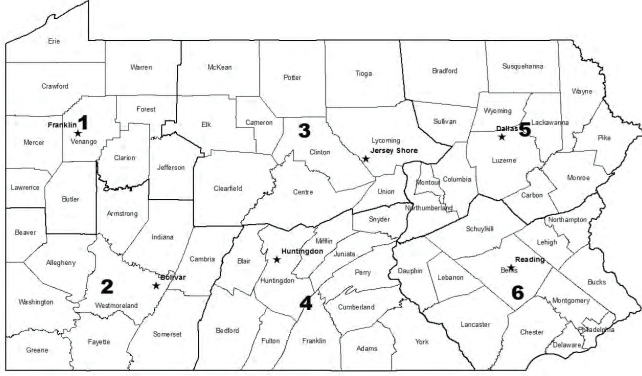 Erie
Warren
McKean
Potter
Tioga
Bradford
Susquehanna
Wayne
Crawford
Forest
Elk
Cameron
Sullivan
Wyoming
Lackawanna
Pike
Franklin
1
Venango
3
Clinton
Lycoming
Jersey Shore
Dallas
5
Luzerne
Mercer
Clarion
Jefferson
Clearfield
Centre
Union
Montour
Columbia
Carbon
Monroe
Lawrence
Butler
Armstrong
Northumberland
Snyder
Schuylkill
Northampton
Lehigh
Beaver
Indiana
Cambria
Blair
Huntingdon
Huntingdon
Mifflin
Juniata
Perry
Dauphin
Lebanon
Reading
Berks
6
Bucks
Allegheny
2
Bolivar
Westmoreland
4
Cumberland
Montgomery
Philadelphia
Washington
Somerset
Bedford
Fulton
Franklin
Adams
York
Lancaster
Chester
Delaware
Greene
Fayette